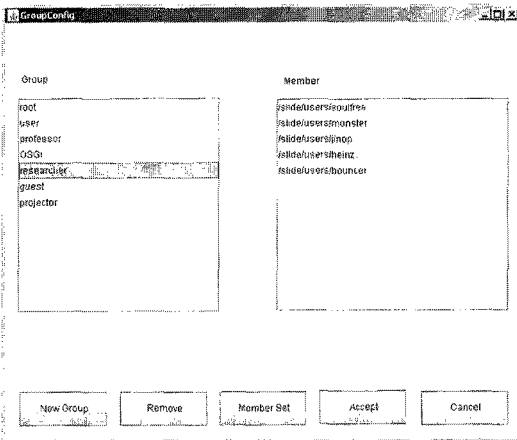 GroupConfig
Group
root
user
professor
OSGi
researcher
guest
projector
Member
/slide/users/soulfree
/slide/users/monster
/slide/users/jinop
/slide/users/heinz
/slide/users/bouncer
New Group
Remove
Member Set
Accept
Cancel